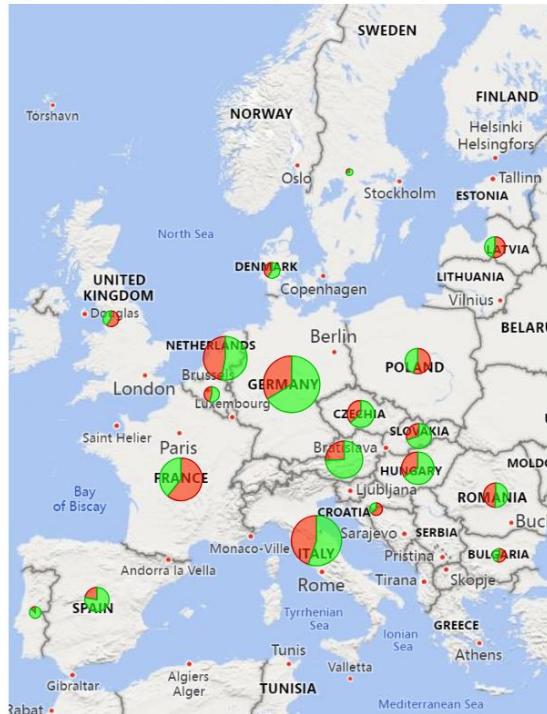 SWEDEN
FINLAND
Tórshavn
NORWAY
Helsinki
Helsingfors
Oslo
Tallinn
Stockholm
ESTONIA
North Sea
LATVIA
DENMARK
LITHUANIA
UNITED
KINGDOM
Copenhagen
Vilnius
Douglas
BELARU
NETHERLANDS
Berlin
POLAND
Brussels
London
GERMANY
Luxembourg
CZECHIA
Saint Helier
SLOVAKIA
Paris
Bratislava
HUNGARY
MOLDO
FRANCE
Ljubljana
ROMANIA
Bay
of Biscay
CROATIA
Buc
Monaco-Ville
Sarajevo
SERBIA
Andorra la Vella
ITALY
Pristina
BULGARIA
Rome
Tirana
Skopje
SPAIN
Tyrrhenian
Sea
GREECE
Ionian
Sea
Athens
Gibraltar
Algiers
Alger
Tunis
Valletta
TUNISIA
Rabat
Mediterranean Sea